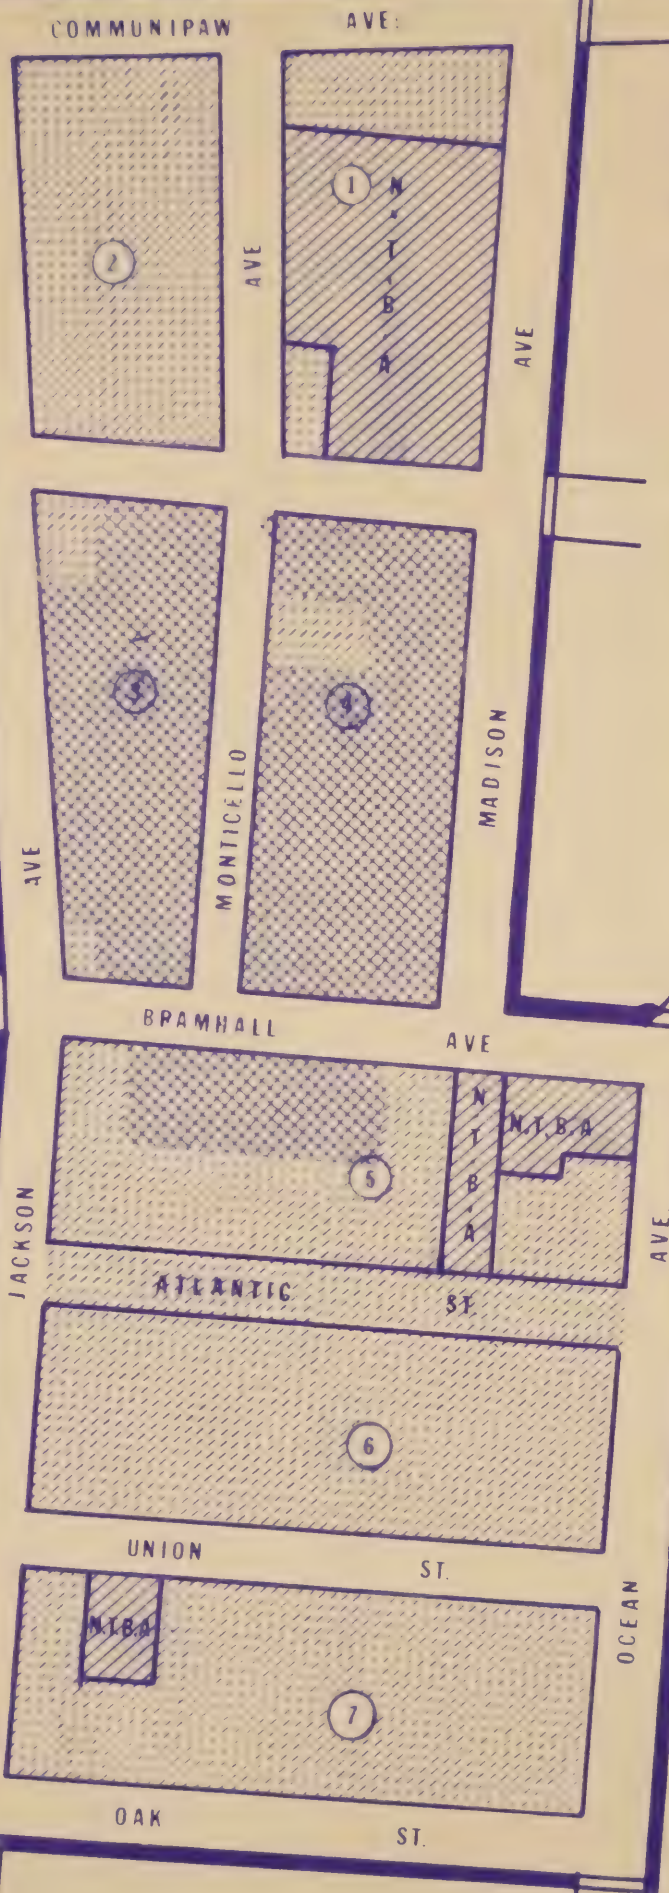 COMMUNIPAW AVE.
1
N.T.B.A
2
AVE
AVE
3
4
MONTICELLO
MADISON
AVE
BRAMHALL AVE
N.T.B.A
N.T.B.A
5
JACKSON
AVE
ATLANTIC ST.
6
UNION ST.
OCEAN
N.T.B.A
7
OAK ST.